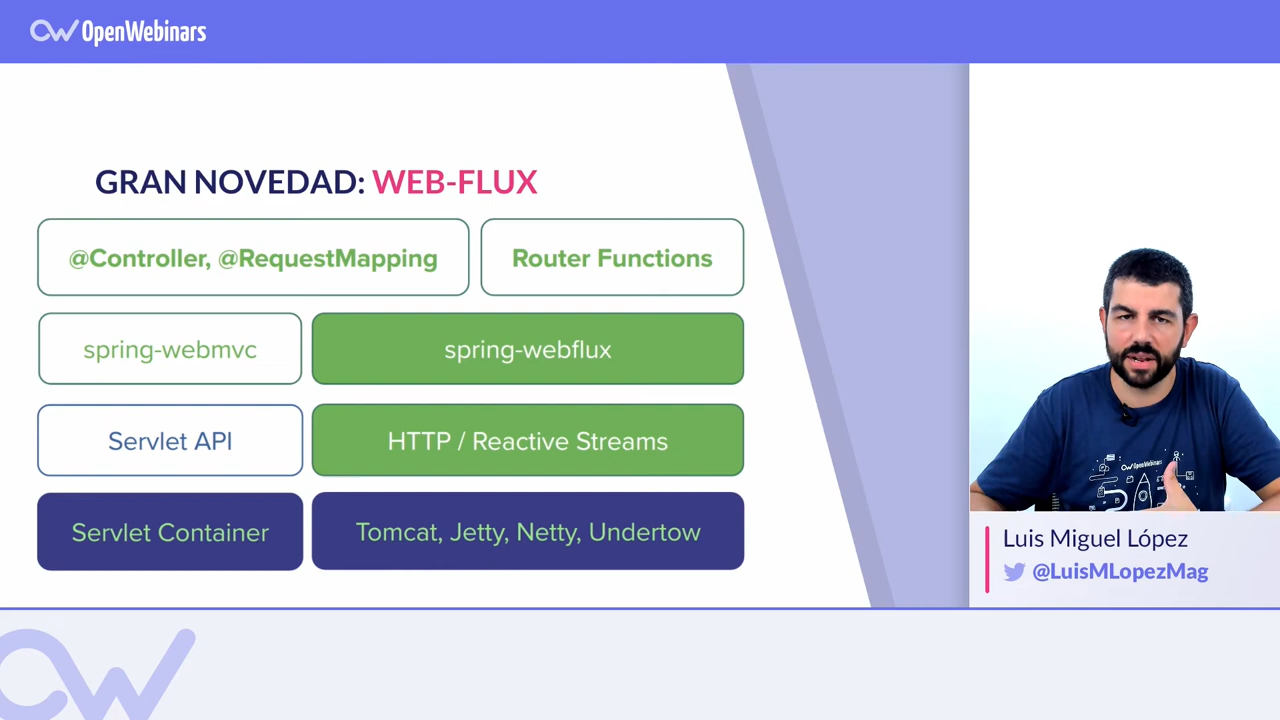 OpenWebinars
GRAN NOVEDAD: WEB-FLUX
@Controller, @RequestMapping
Router Functions
spring-webmvc
spring-webflux
Servlet API
HTTP / Reactive Streams
Servlet Container
Tomcat, Jetty, Netty, Undertow
OpenWebinars
Luis Miguel López
@LuisMLopezMag